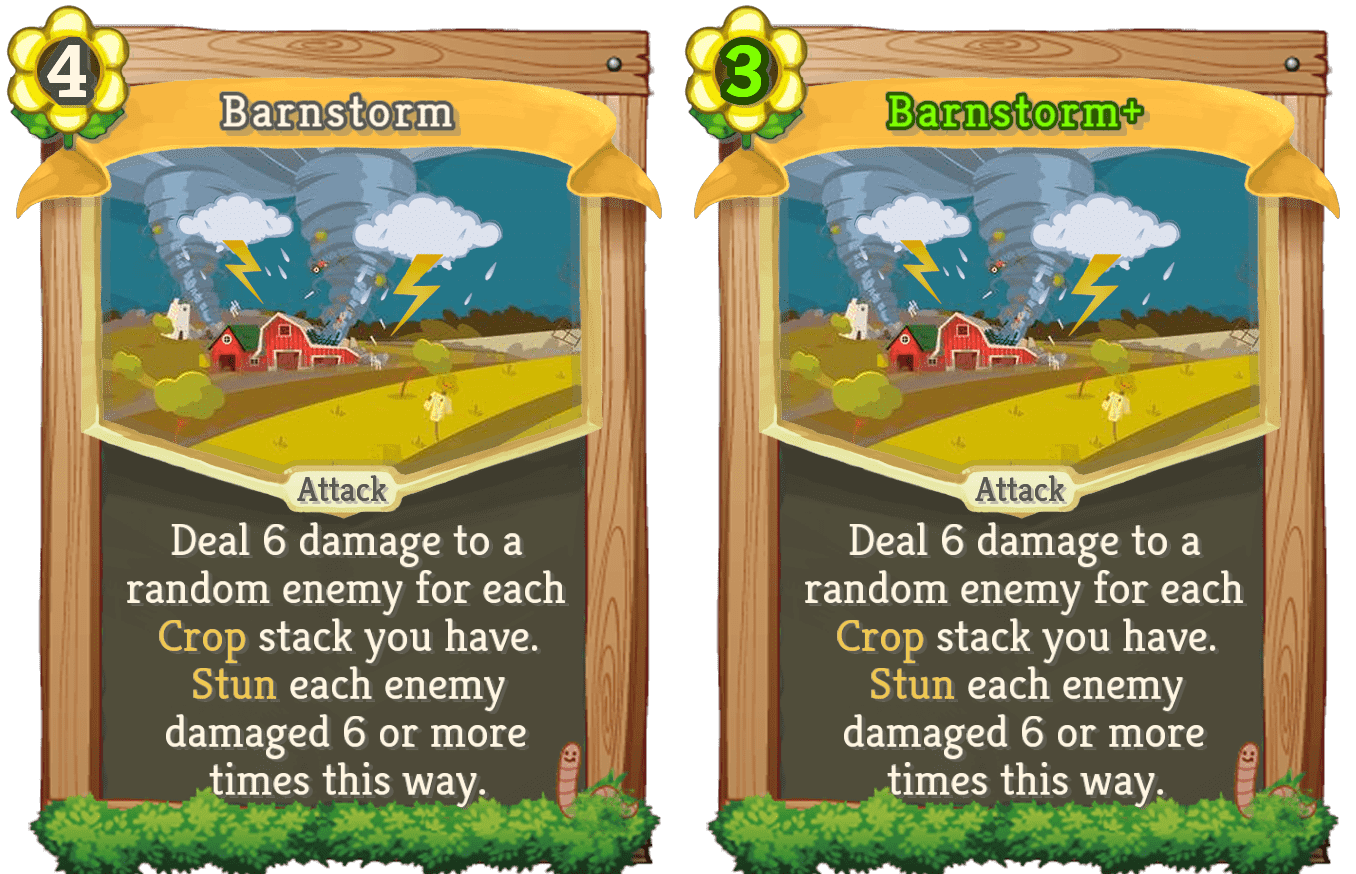 4
Barnstorm
Attack
Deal 6 damage to a
random enemy for each
Crop stack you have.
Stun each enemy
damaged 6 or more
times this way.
3
Barnstorm+
Attack
Deal 6 damage to a
random enemy for each
Crop stack you have.
Stun each enemy
damaged 6 or more
times this way.